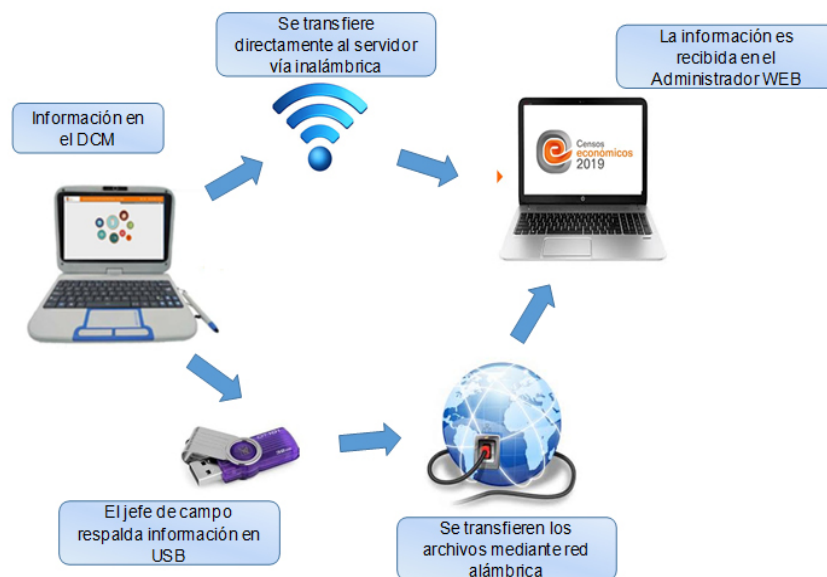 Se transfiere
directamente al servidor
vía inalámbrica
La información es
recibida en el
Administrador WEB
Información en
el DCM
Censos
económicos
2019
El jefe de campo
respalda información en
USB
Se transfieren los
archivos mediante red
alámbrica